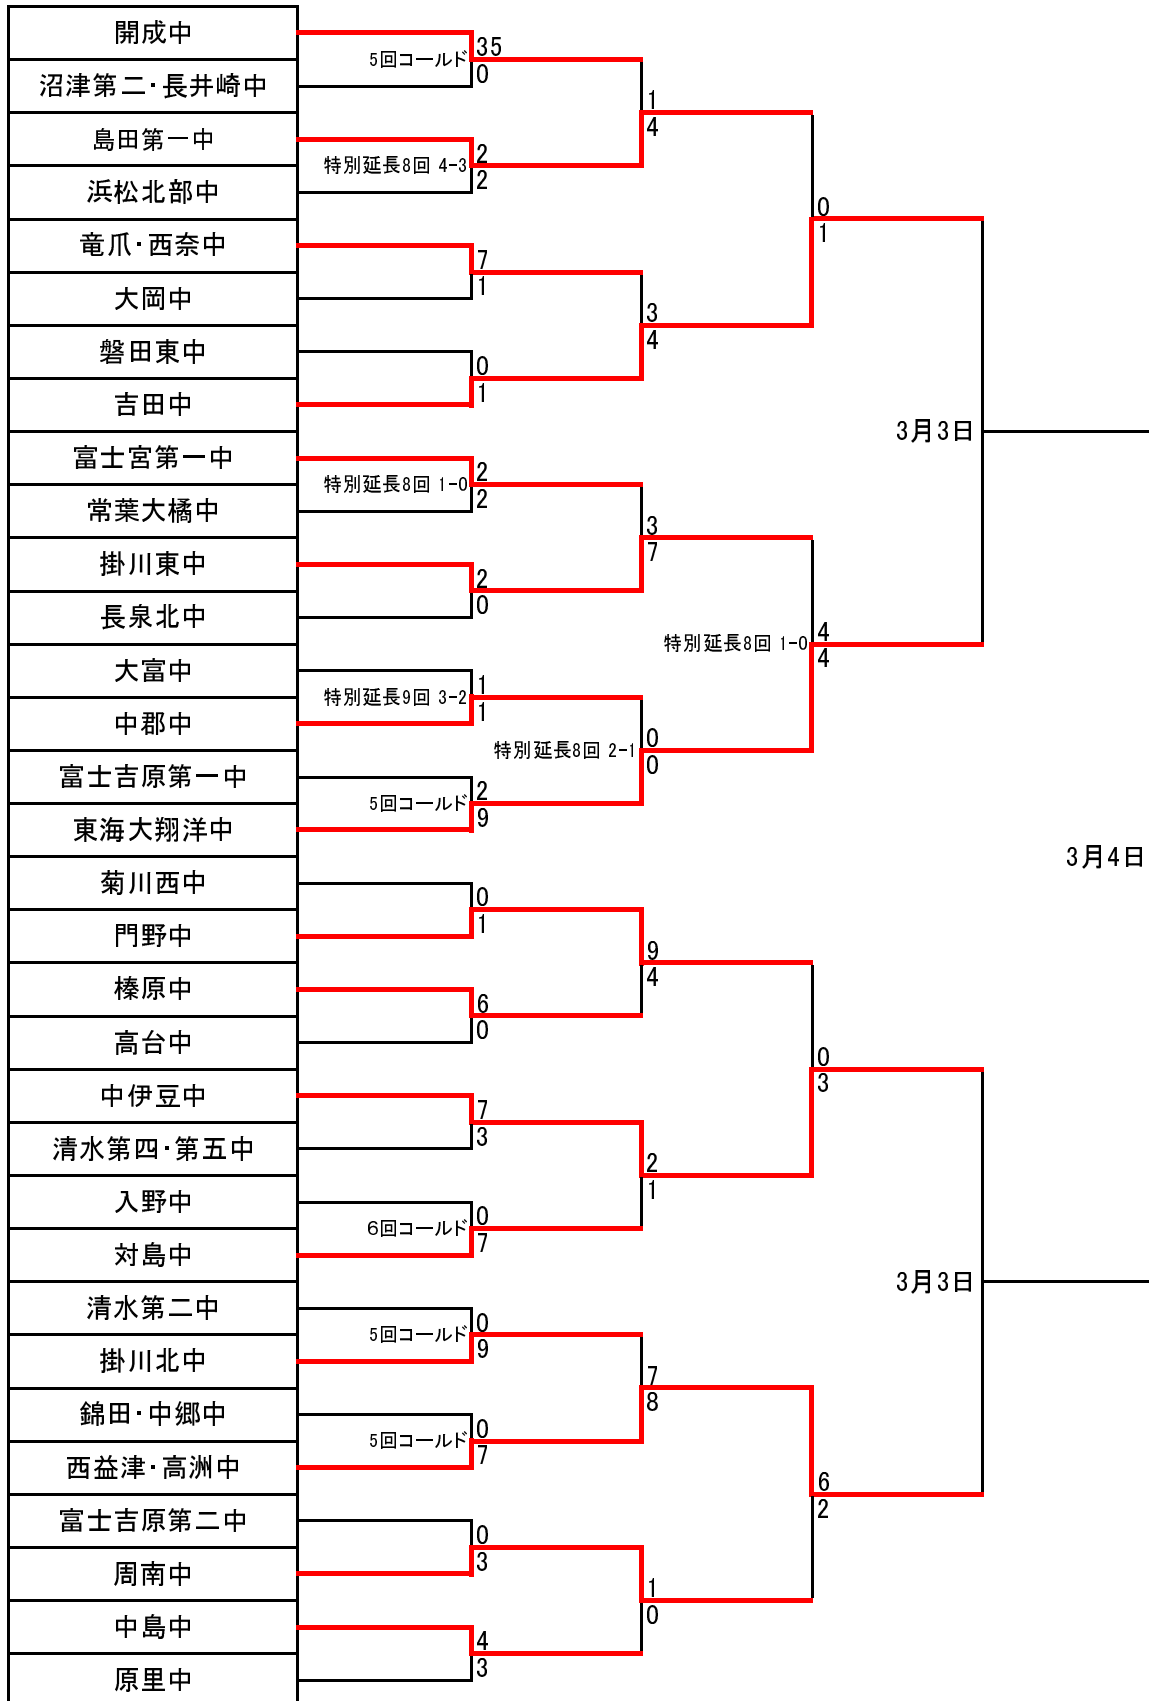 開成中
5回コールド
35
0
沼津第二・長井崎中
1
4
島田第一中
特別延長8回 4-3
2
2
浜松北部中
0
1
竜爪・西奈中
7
1
大岡中
3
4
磐田東中
0
1
吉田中
3月3日
富士宮第一中
特別延長8回 1-0
2
2
常葉大橘中
3
7
掛川東中
2
0
長泉北中
特別延長8回 1-0
4
4
大富中
特別延長9回 3-2
1
1
中郡中
特別延長8回 2-1
0
0
富士吉原第一中
5回コールド
2
9
東海大翔洋中
3月4日
菊川西中
0
1
門野中
9
4
榛原中
6
0
高台中
0
3
中伊豆中
7
3
清水第四・第五中
2
1
入野中
6回コールド
0
7
対島中
3月3日
清水第二中
5回コールド
0
9
掛川北中
7
8
錦田・中郷中
5回コールド
0
7
西益津・高洲中
6
2
富士吉原第二中
0
3
周南中
1
0
中島中
4
3
原里中